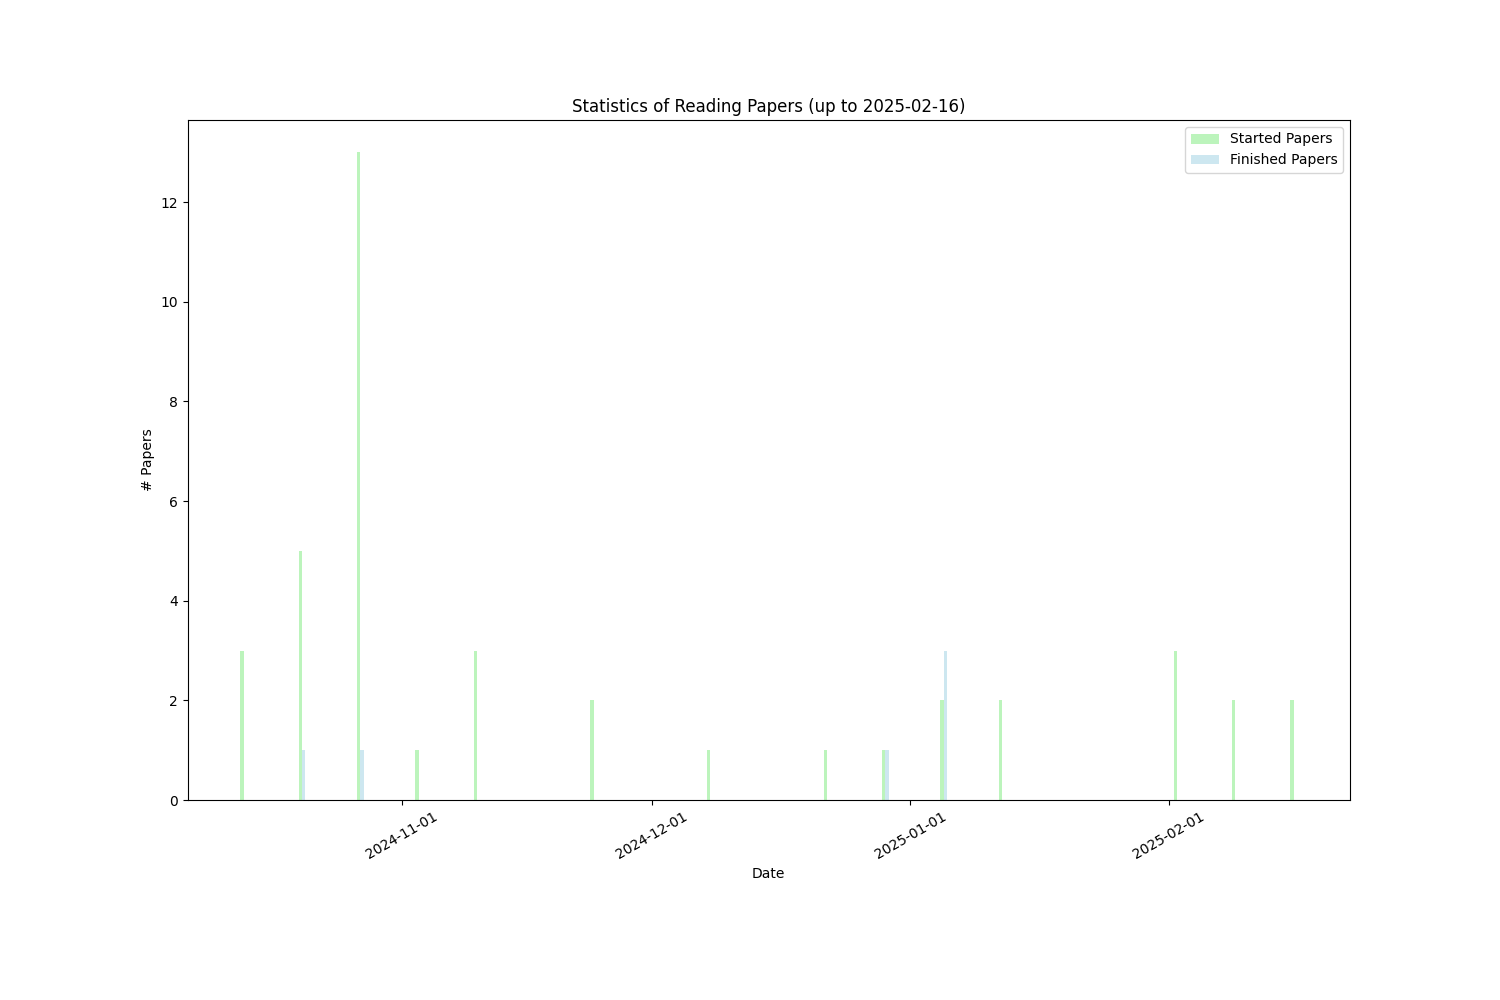 Statistics of Reading Papers (up to 2025-02-16)
Started Papers
Finished Papers
12
10
8
6
4
2
0
# Papers
2024-11-01
2024-12-01
2025-01-01
2025-02-01
Date